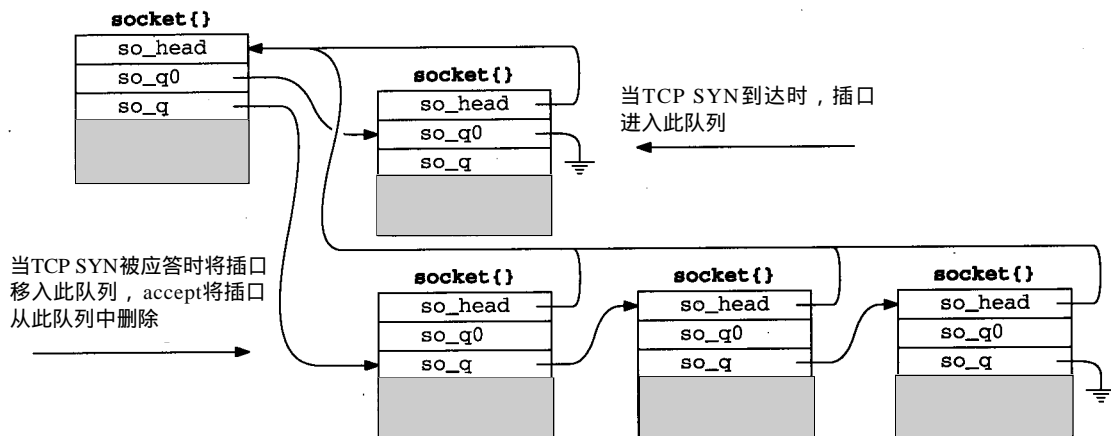 socket{}
so_head
so_q0
so_q
socket{}
so_head
so_q0
so_q
当TCP SYN到达时，插口
进入此队列
当TCP SYN被应答时将插口
移入此队列，accept将插口
从此队列中删除
socket{}
so_head
so_q0
so_q
socket{}
so_head
so_q0
so_q
socket{}
so_head
so_q0
so_q